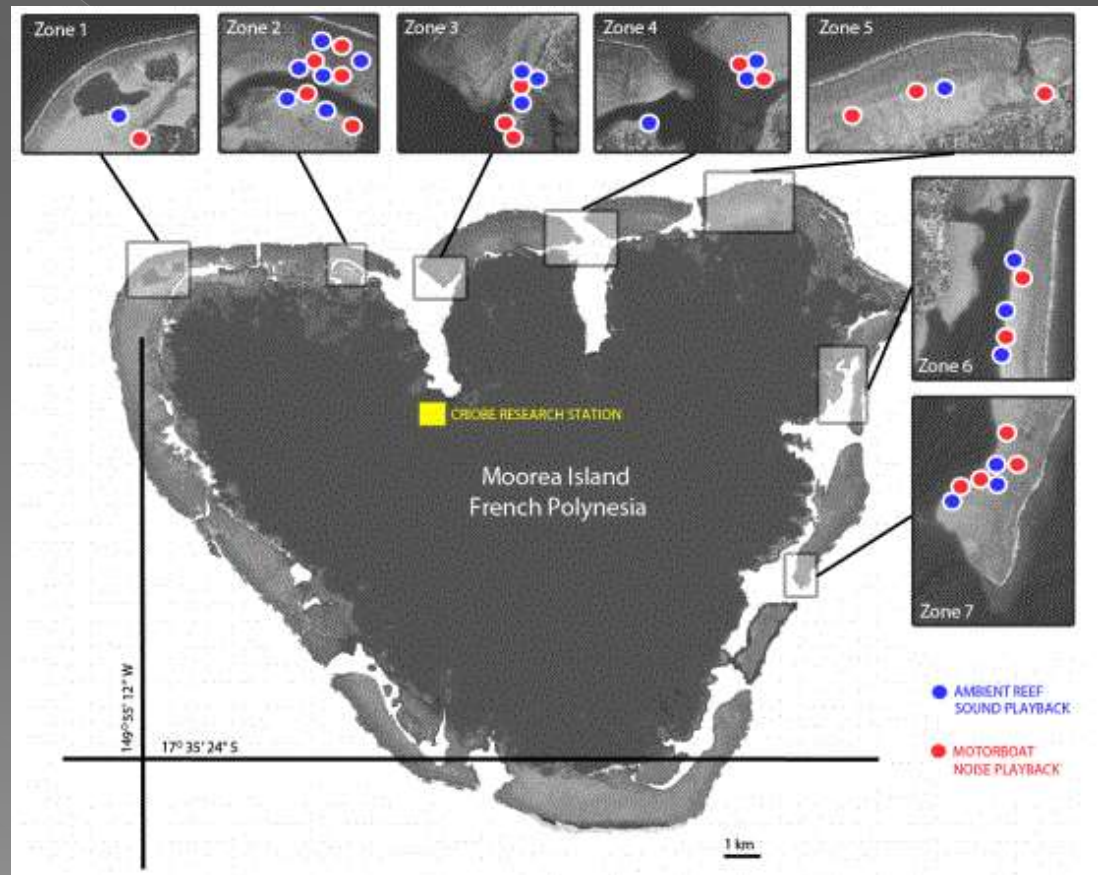 Zone 1
Zone 2
Zone 3
Zone 4
Zone 5
Zone 6
CRIOBE RESEARCH STATION
Moorea Island
French Polynesia
Zone 7
149° 55' 12" W
17° 35' 24" S
AMBIENT REEF
SOUND PLAYBACK
MOTORBOAT
NOISE PLAYBACK
1 km